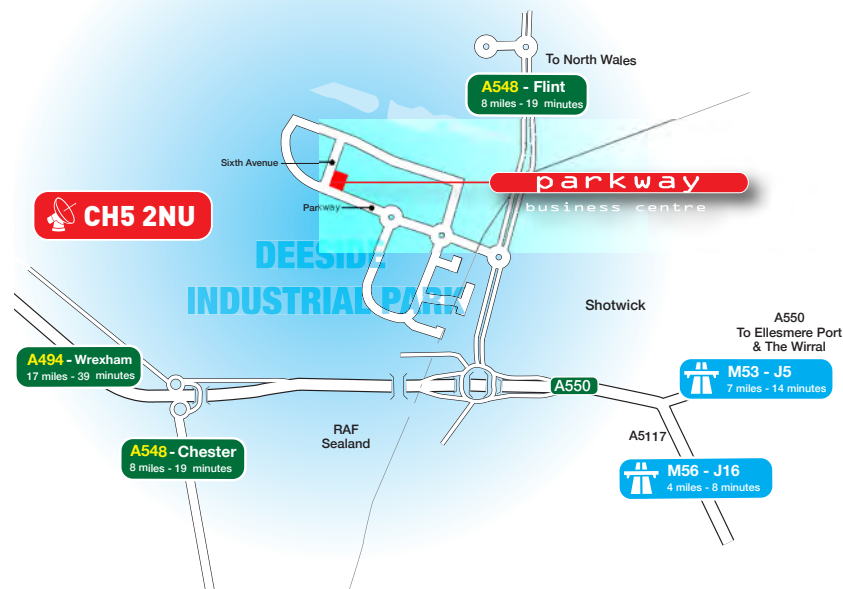 To North Wales
A548 - Flint
8 miles - 19 minutes
Sixth Avenue
parkway
business centre
CH5 2NU
Parkway
DEESIDE
INDUSTRIAL PARK
Shotwick
A550
To Ellesmere Port
& The Wirral
A494 - Wrexham
17 miles - 39 minutes
M53 - J5
7 miles - 14 minutes
A550
RAF
Sealand
A5117
A548 - Chester
8 miles - 19 minutes
M56 - J16
4 miles - 8 minutes